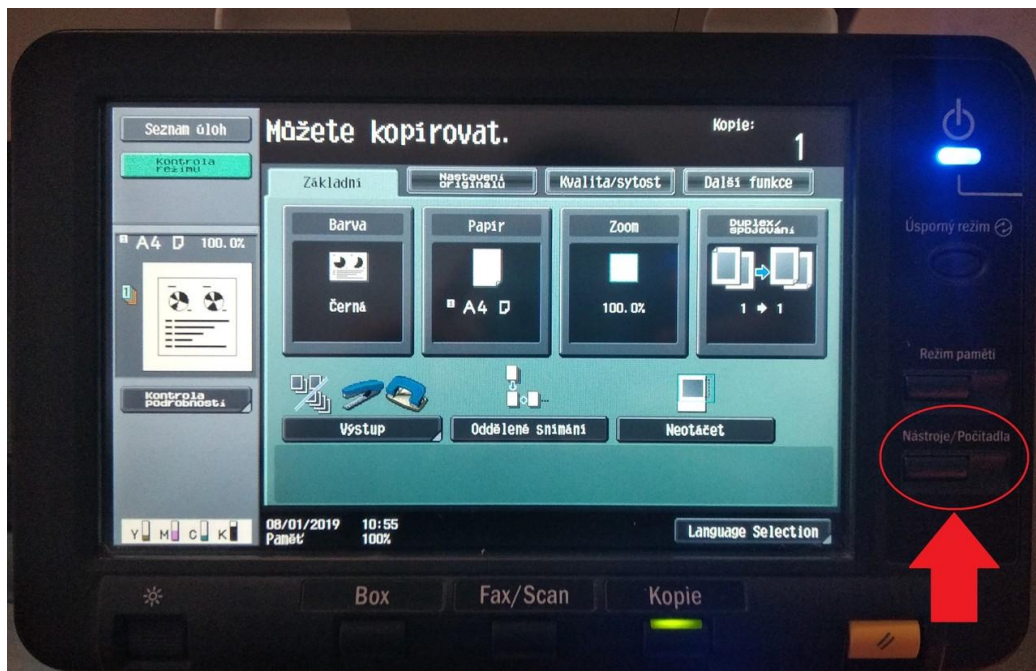 Seznam úloh
Kontrola
režimu
Můžete kopírovat.
Kopie:
1
Základní
Nastavení
originálů
Kvalita/sytost
Další funkce
A4
100.0%
Barva
Černá
Papír
A4
Zoom
100.0%
Duplex/
spojování
1 → 1
Kontrola
podrobností
Výstup
Oddělené snímání
Neotáčet
Y M C K
08/01/2019 10:55
Paměť 100%
Language Selection
Úsporný režim
Režim paměti
Nástroje/Počítadla
Box
Fax/Scan
Kopie